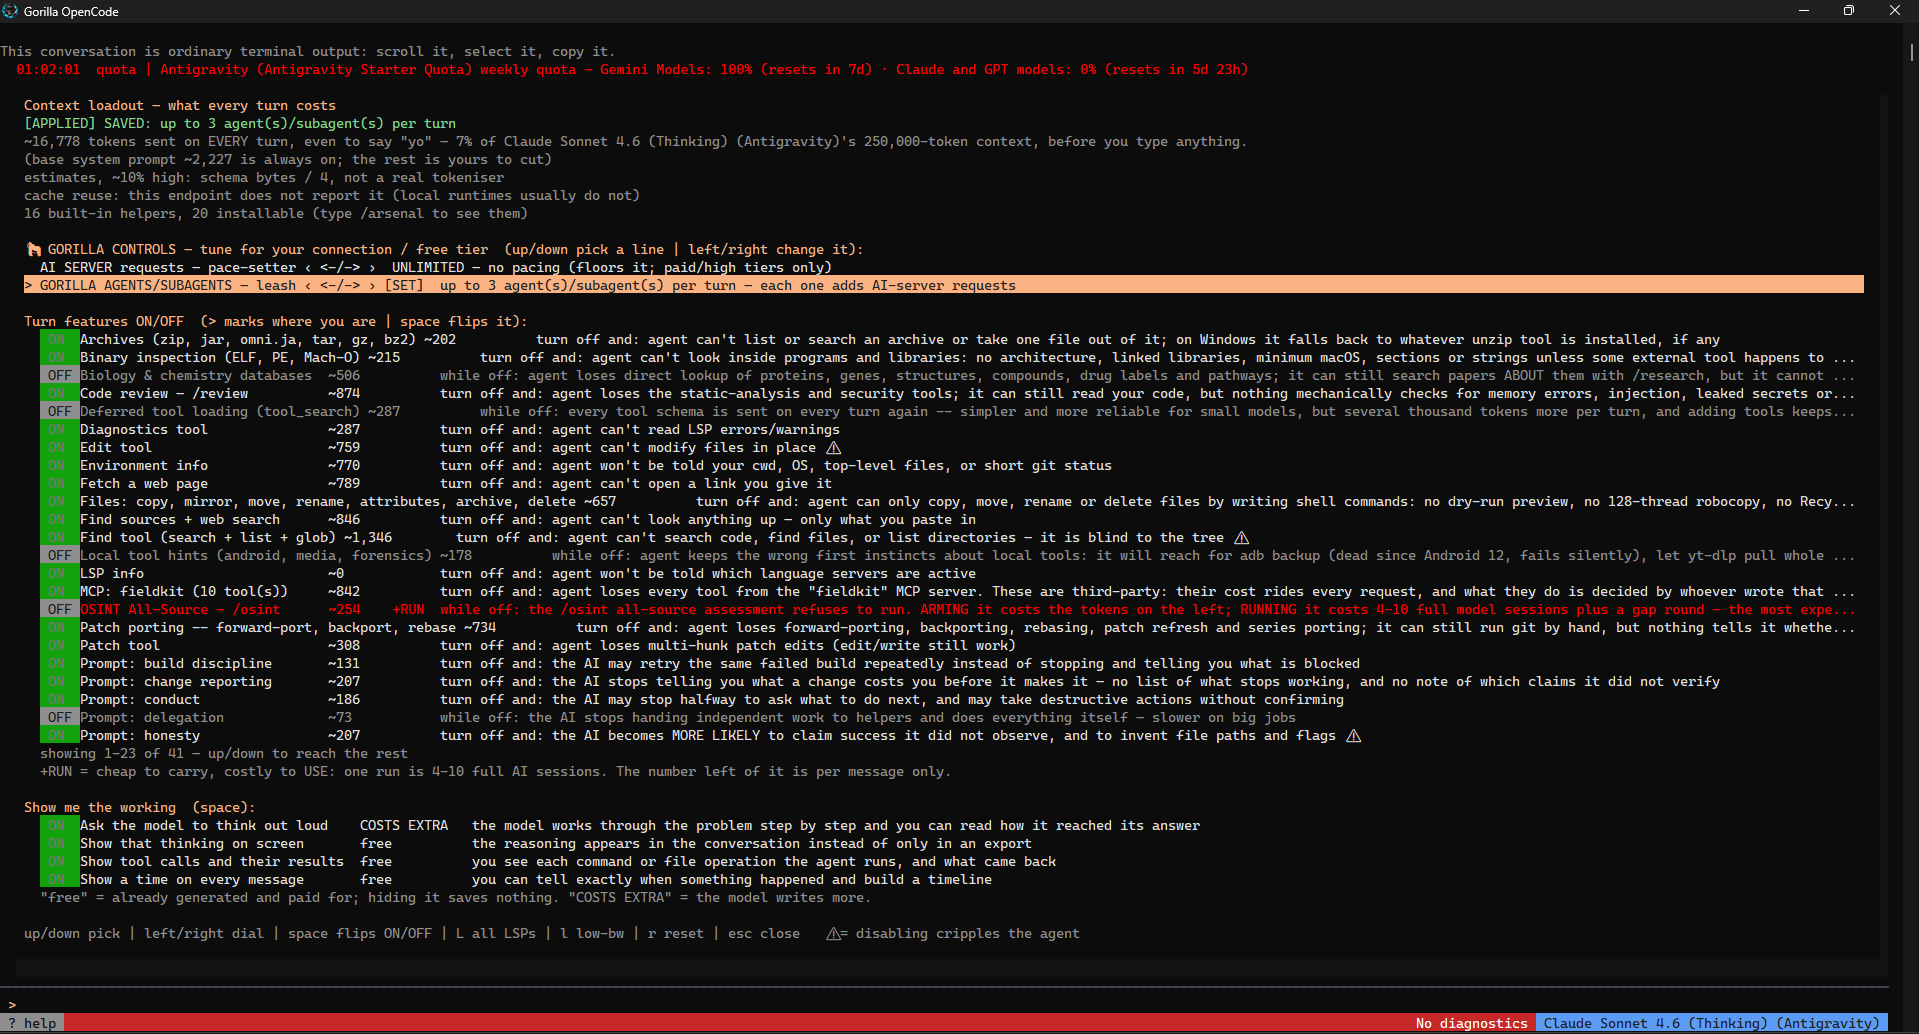 Gorilla OpenCode
This conversation is ordinary terminal output: scroll it, select it, copy it.
01:02:01  quota | Antigravity (Antigravity Starter Quota) weekly quota — Gemini Models: 100% (resets in 7d) · Claude and GPT models: 0% (resets in 5d 23h)
Context loadout — what every turn costs
[APPLIED] SAVED: up to 3 agent(s)/subagent(s) per turn
~16,778 tokens sent on EVERY turn, even to say "yo" — 7% of Claude Sonnet 4.6 (Thinking) (Antigravity)'s 250,000-token context, before you type anything.
(base system prompt ~2,227 is always on; the rest is yours to cut)
estimates, ~10% high: schema bytes / 4, not a real tokeniser
cache reuse: this endpoint does not report it (local runtimes usually do not)
16 built-in helpers, 20 installable (type /arsenal to see them)
GORILLA CONTROLS — tune for your connection / free tier  (up/down pick a line | left/right change it):
AI SERVER requests — pace-setter ‹ <-/-> ›  UNLIMITED — no pacing (floors it; paid/high tiers only)
> GORILLA AGENTS/SUBAGENTS — leash ‹ <-/-> › [SET]  up to 3 agent(s)/subagent(s) per turn — each one adds AI-server requests
Turn features ON/OFF  (> marks where you are | space flips it):
ON Archives (zip, jar, omni.ja, tar, gz, bz2) ~202 turn off and: agent can't list or search an archive or take one file out of it; on Windows it falls back to whatever unzip tool is installed, if any
ON Binary inspection (ELF, PE, Mach-O) ~215 turn off and: agent can't look inside programs and libraries: no architecture, linked libraries, minimum macOS, sections or strings unless some external tool happens to ...
OFF Biology & chemistry databases ~506 while off: agent loses direct lookup of proteins, genes, structures, compounds, drug labels and pathways; it can still search papers ABOUT them with /research, but it cannot ...
ON Code review — /review ~874 turn off and: agent loses the static-analysis and security tools; it can still read your code, but nothing mechanically checks for memory errors, injection, leaked secrets or...
OFF Deferred tool loading (tool_search) ~287 while off: every tool schema is sent on every turn again -- simpler and more reliable for small models, but several thousand tokens more per turn, and adding tools keeps...
ON Diagnostics tool ~287 turn off and: agent can't read LSP errors/warnings
ON Edit tool ~759 turn off and: agent can't modify files in place ⚠
ON Environment info ~770 turn off and: agent won't be told your cwd, OS, top-level files, or short git status
ON Fetch a web page ~789 turn off and: agent can't open a link you give it
ON Files: copy, mirror, move, rename, attributes, archive, delete ~657 turn off and: agent can only copy, move, rename or delete files by writing shell commands: no dry-run preview, no 128-thread robocopy, no Recy...
ON Find sources + web search ~846 turn off and: agent can't look anything up — only what you paste in
ON Find tool (search + list + glob) ~1,346 turn off and: agent can't search code, find files, or list directories — it is blind to the tree ⚠
OFF Local tool hints (android, media, forensics) ~178 while off: agent keeps the wrong first instincts about local tools: it will reach for adb backup (dead since Android 12, fails silently), let yt-dlp pull whole ...
ON LSP info ~0 turn off and: agent won't be told which language servers are active
ON MCP: fieldkit (10 tool(s)) ~842 turn off and: agent loses every tool from the "fieldkit" MCP server. These are third-party: their cost rides every request, and what they do is decided by whoever wrote that ...
OFF OSINT All-Source — /osint ~254 +RUN while off: the /osint all-source assessment refuses to run. ARMING it costs the tokens on the left; RUNNING it costs 4-10 full model sessions plus a gap round — the most expe...
ON Patch porting -- forward-port, backport, rebase ~734 turn off and: agent loses forward-porting, backporting, rebasing, patch refresh and series porting; it can still run git by hand, but nothing tells it whethe...
ON Patch tool ~308 turn off and: agent loses multi-hunk patch edits (edit/write still work)
ON Prompt: build discipline ~131 turn off and: the AI may retry the same failed build repeatedly instead of stopping and telling you what is blocked
ON Prompt: change reporting ~207 turn off and: the AI stops telling you what a change costs you before it makes it — no list of what stops working, and no note of which claims it did not verify
ON Prompt: conduct ~186 turn off and: the AI may stop halfway to ask what to do next, and may take destructive actions without confirming
OFF Prompt: delegation ~73 while off: the AI stops handing independent work to helpers and does everything itself — slower on big jobs
ON Prompt: honesty ~207 turn off and: the AI becomes MORE LIKELY to claim success it did not observe, and to invent file paths and flags ⚠
showing 1-23 of 41 — up/down to reach the rest
+RUN = cheap to carry, costly to USE: one run is 4-10 full AI sessions. The number left of it is per message only.
Show me the working  (space):
ON Ask the model to think out loud COSTS EXTRA the model works through the problem step by step and you can read how it reached its answer
ON Show that thinking on screen free the reasoning appears in the conversation instead of only in an export
ON Show tool calls and their results free you see each command or file operation the agent runs, and what came back
ON Show a time on every message free you can tell exactly when something happened and build a timeline
"free" = already generated and paid for; hiding it saves nothing. "COSTS EXTRA" = the model writes more.
up/down pick | left/right dial | space flips ON/OFF | L all LSPs | l low-bw | r reset | esc close   ⚠= disabling cripples the agent
>
? help
No diagnostics Claude Sonnet 4.6 (Thinking) (Antigravity)